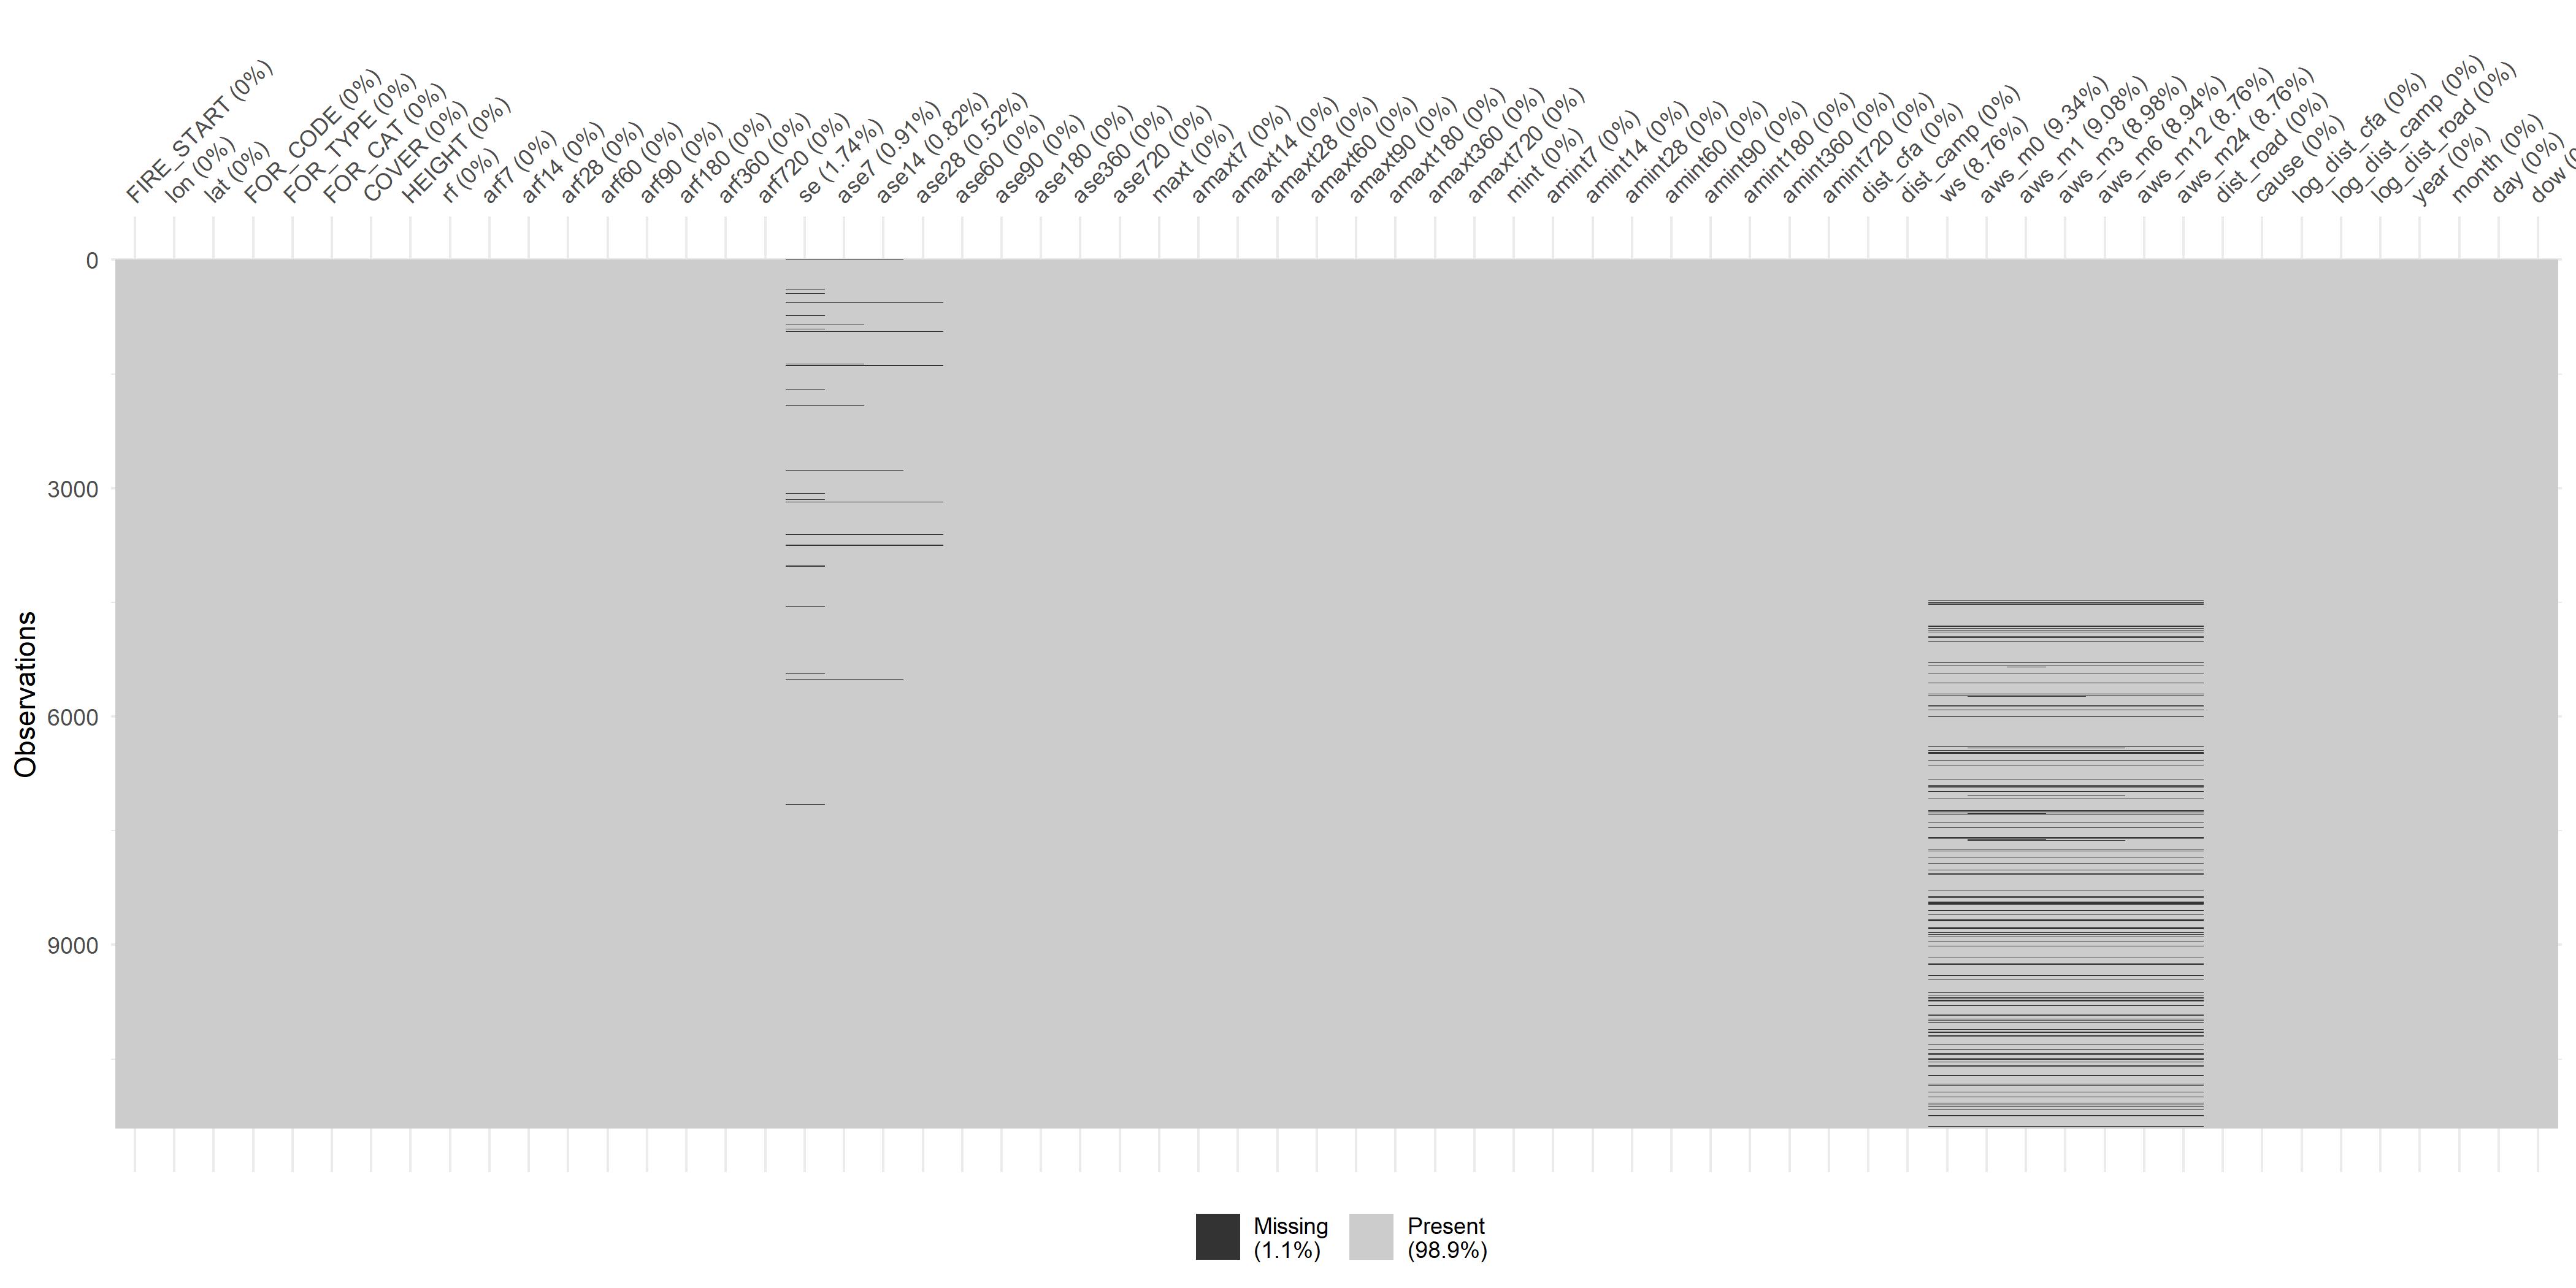 FIRE_START (0%)
lon (0%)
lat (0%)
FOR_CODE (0%)
FOR_TYPE (0%)
FOR_CAT (0%)
COVER (0%)
HEIGHT (0%)
rf (0%)
arf7 (0%)
arf14 (0%)
arf28 (0%)
arf60 (0%)
arf90 (0%)
arf180 (0%)
arf360 (0%)
arf720 (0%)
se (1.74%)
ase7 (0.91%)
ase14 (0.82%)
ase28 (0.52%)
ase60 (0%)
ase90 (0%)
ase180 (0%)
ase360 (0%)
ase720 (0%)
maxt (0%)
amaxt7 (0%)
amaxt14 (0%)
amaxt28 (0%)
amaxt60 (0%)
amaxt90 (0%)
amaxt180 (0%)
amaxt360 (0%)
amaxt720 (0%)
mint (0%)
amint7 (0%)
amint14 (0%)
amint28 (0%)
amint60 (0%)
amint90 (0%)
amint180 (0%)
amint360 (0%)
amint720 (0%)
dist_cfa (0%)
dist_camp (0%)
ws (8.76%)
aws_m0 (9.34%)
aws_m1 (9.08%)
aws_m3 (8.98%)
aws_m6 (8.94%)
aws_m12 (8.76%)
aws_m24 (8.76%)
dist_road (0%)
cause (0%)
log_dist_cfa (0%)
log_dist_camp (0%)
log_dist_road (0%)
year (0%)
month (0%)
day (0%)
dow (0
0
3000
6000
9000
Observations
Missing
(1.1%)
Present
(98.9%)